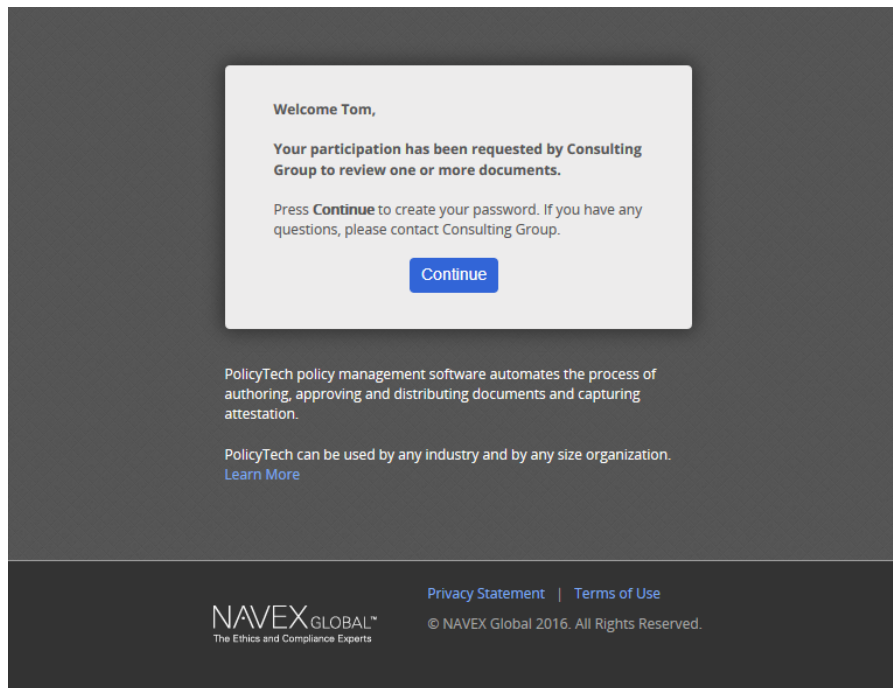 Welcome Tom,
Your participation has been requested by Consulting
Group to review one or more documents.
Press Continue to create your password. If you have any
questions, please contact Consulting Group.
Continue
PolicyTech policy management software automates the process of
authoring, approving and distributing documents and capturing
attestation.
PolicyTech can be used by any industry and by any size organization.
Learn More
NAVEX GLOBAL™
The Ethics and Compliance Experts
Privacy Statement | Terms of Use
© NAVEX Global 2016. All Rights Reserved.